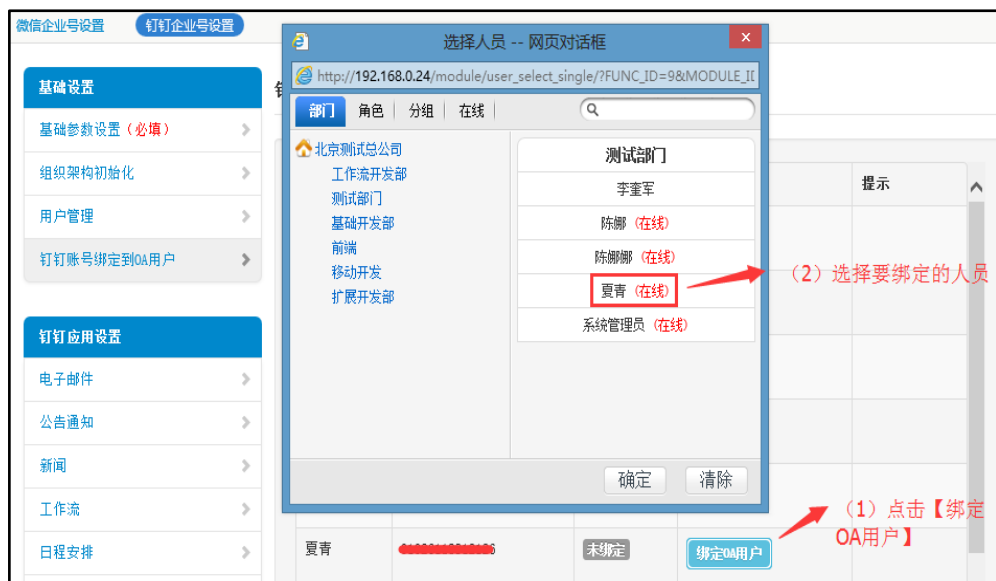 微信企业号设置
钉钉企业号设置
基础设置
基础参数设置（必填）
组织架构初始化
用户管理
钉钉账号绑定到OA用户
钉钉应用设置
电子邮件
公告通知
新闻
工作流
日程安排
选择人员 -- 网页对话框
http://192.168.0.24/module/user_select_single/?FUNC_ID=9&MODULE_II
部门
角色
分组
在线
北京测试总公司
工作流开发部
测试部门
基础开发部
前端
移动开发
扩展开发部
测试部门
李奎军
陈娜（在线）
陈娜娜（在线）
夏青（在线）
系统管理员（在线）
确定
清除
提示
（2）选择要绑定的人员
（1）点击【绑定
OA用户】
夏青
未绑定
绑定OA用户